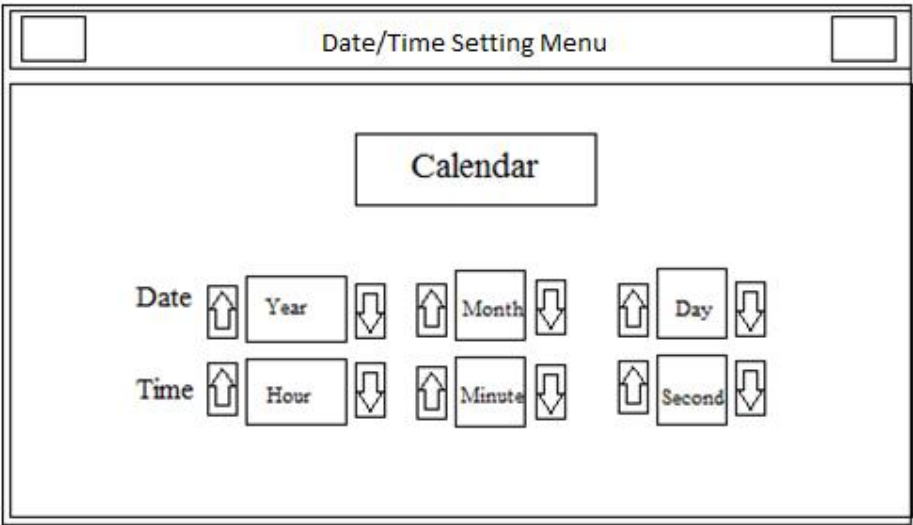 Date/Time Setting Menu
Calendar
Date Year Month Day
Time Hour Minute Second